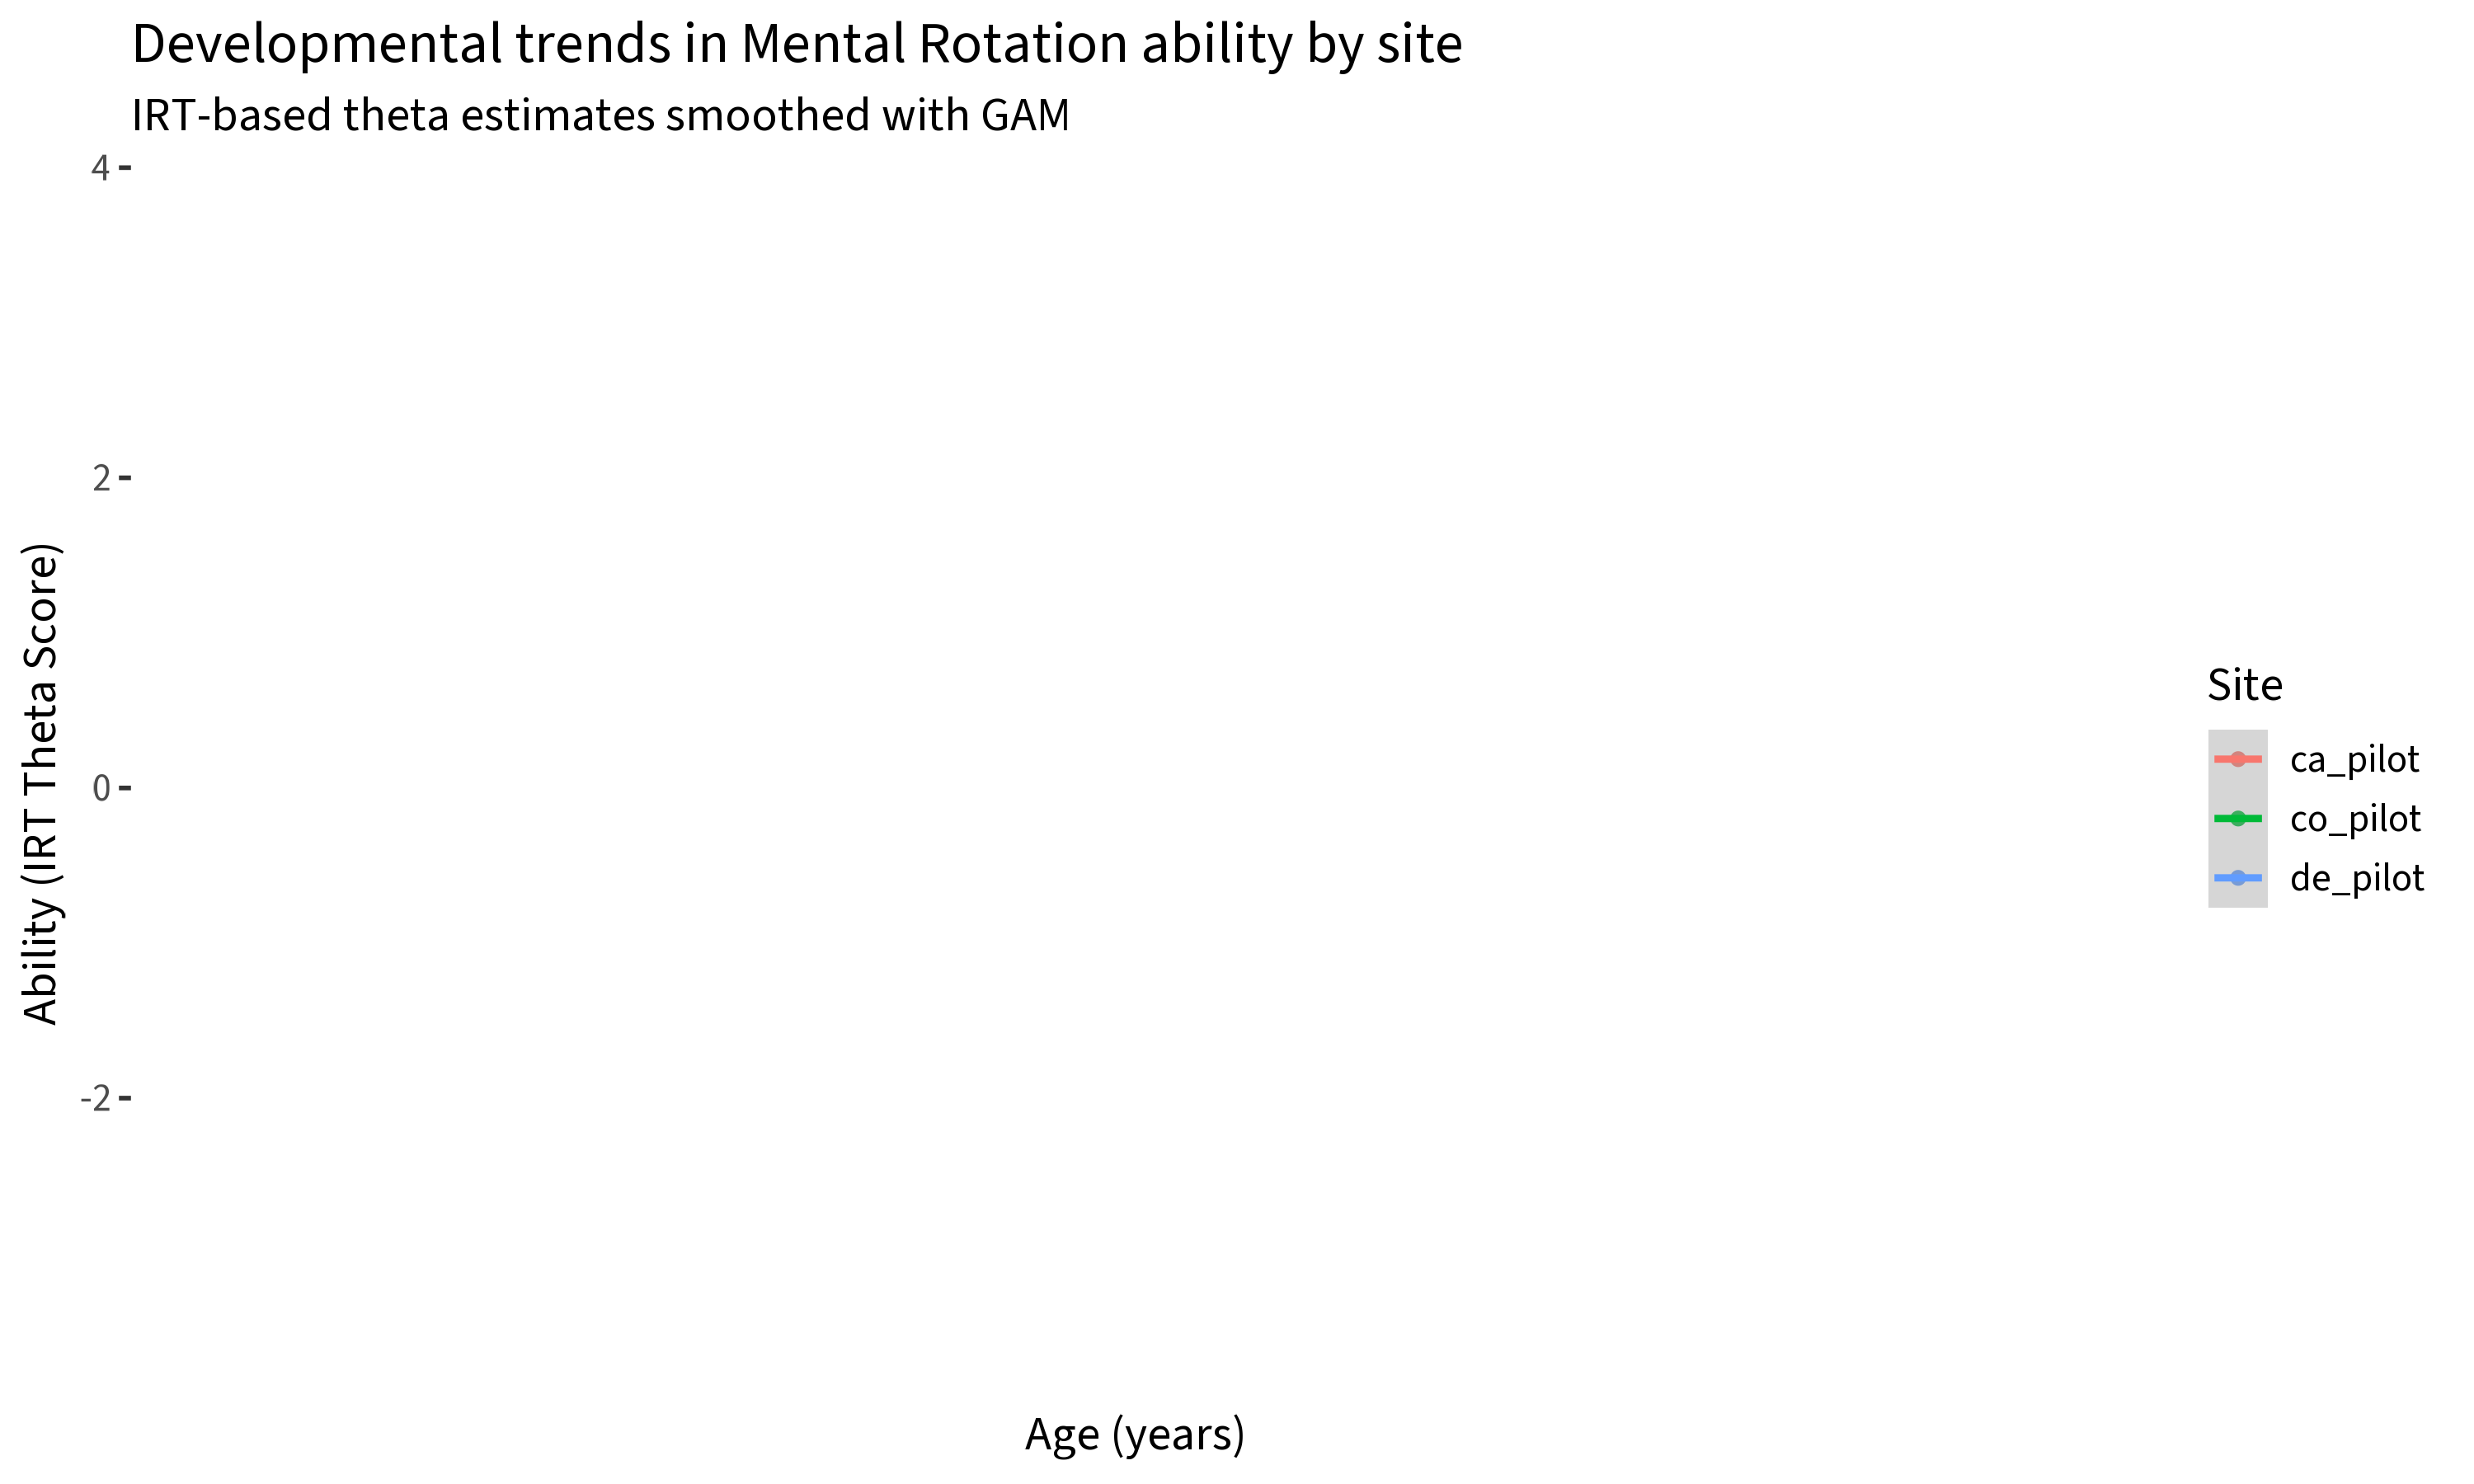 Developmental trends in Mental Rotation ability by site
IRT-based theta estimates smoothed with GAM
4
2
0
-2
Ability (IRT Theta Score)
Age (years)
Site
ca_pilot
co_pilot
de_pilot